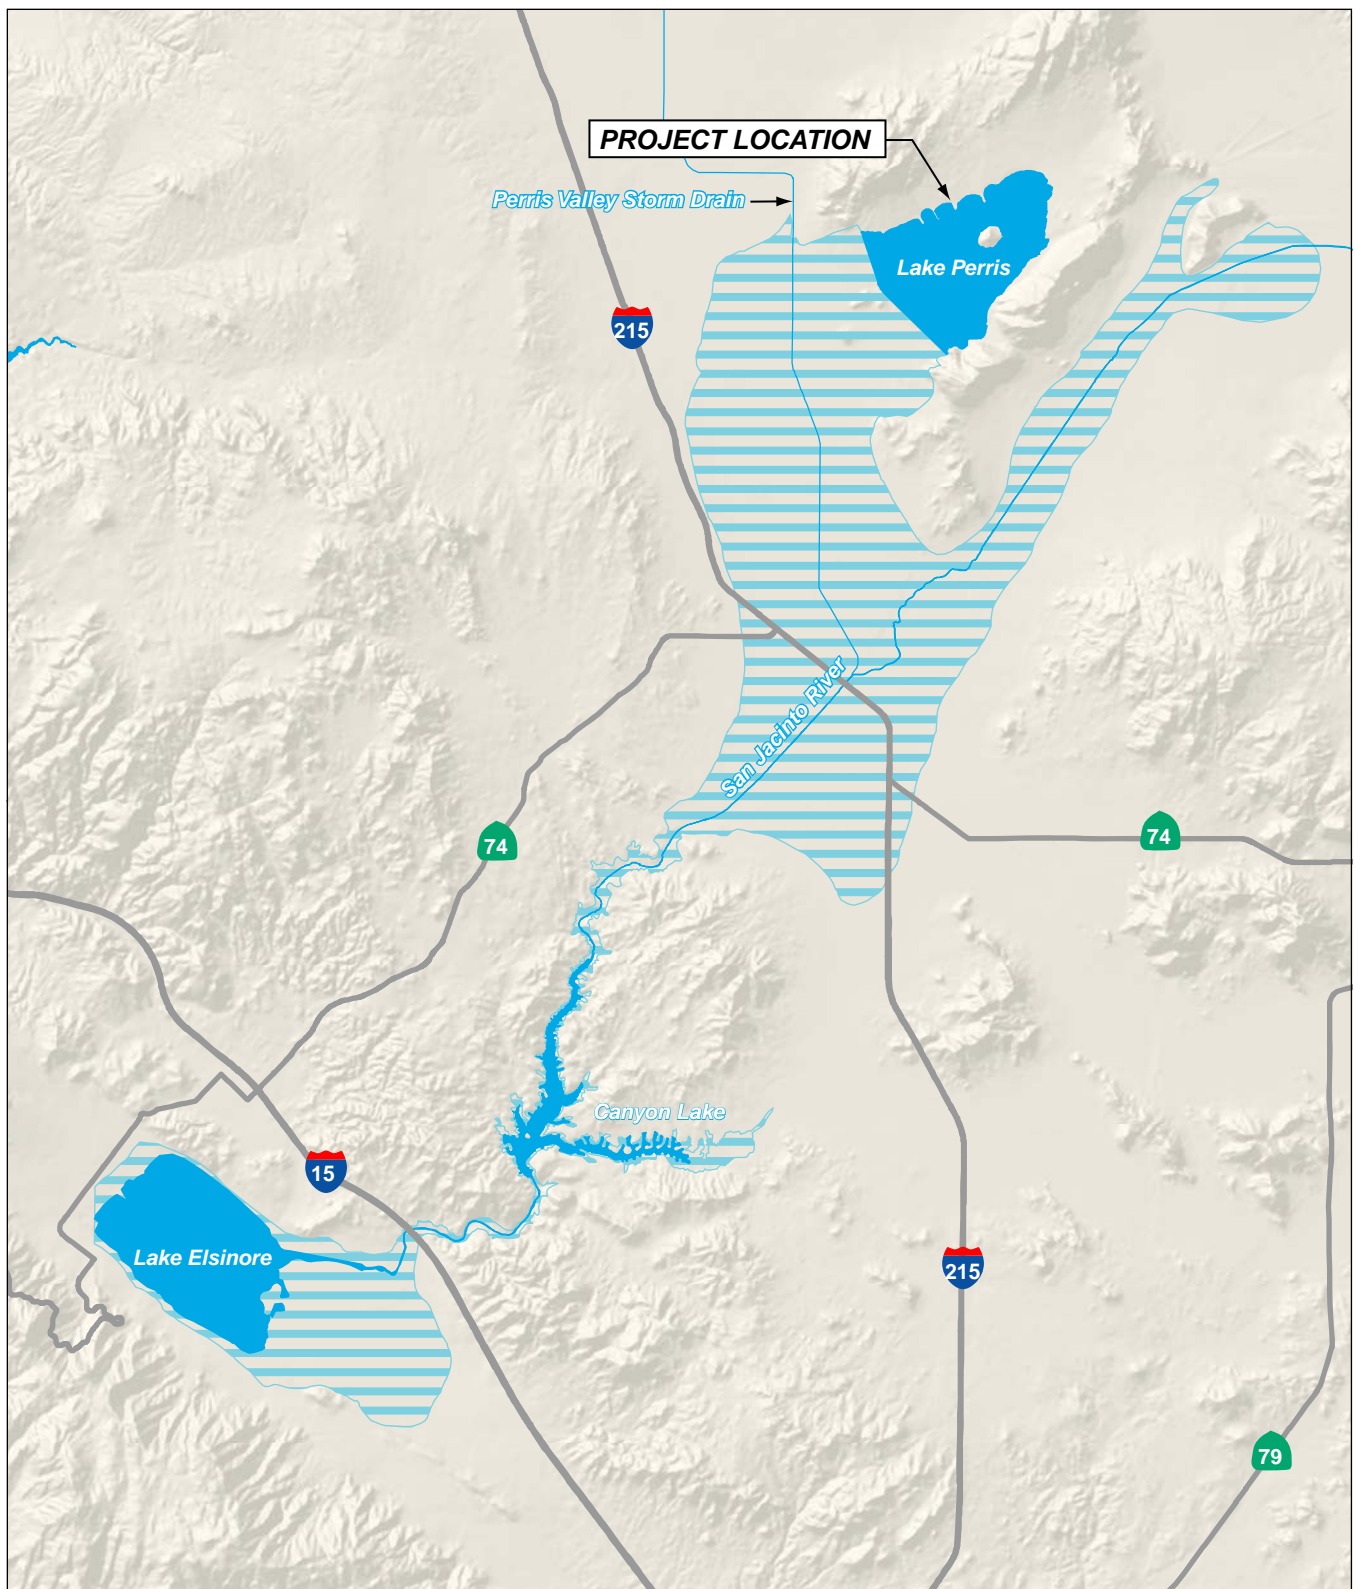 PROJECT LOCATION
Perris Valley Storm Drain
Lake Perris
215
San Jacinto River
74
74
Canyon Lake
15
Lake Elsinore
215
79